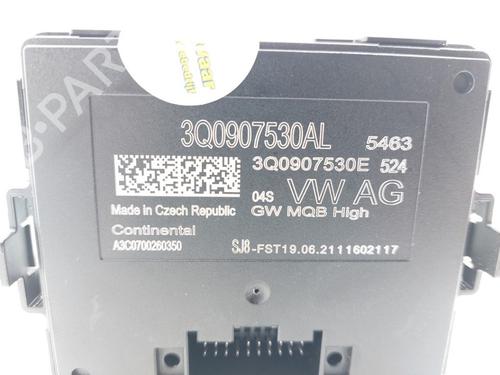 3Q0907530AL 5463
3Q0907530E 524
04S VW AG
Made in Czech Republic GW MQB High
Continental
A3C0700260350 SJ8-FST19.06.2111602117